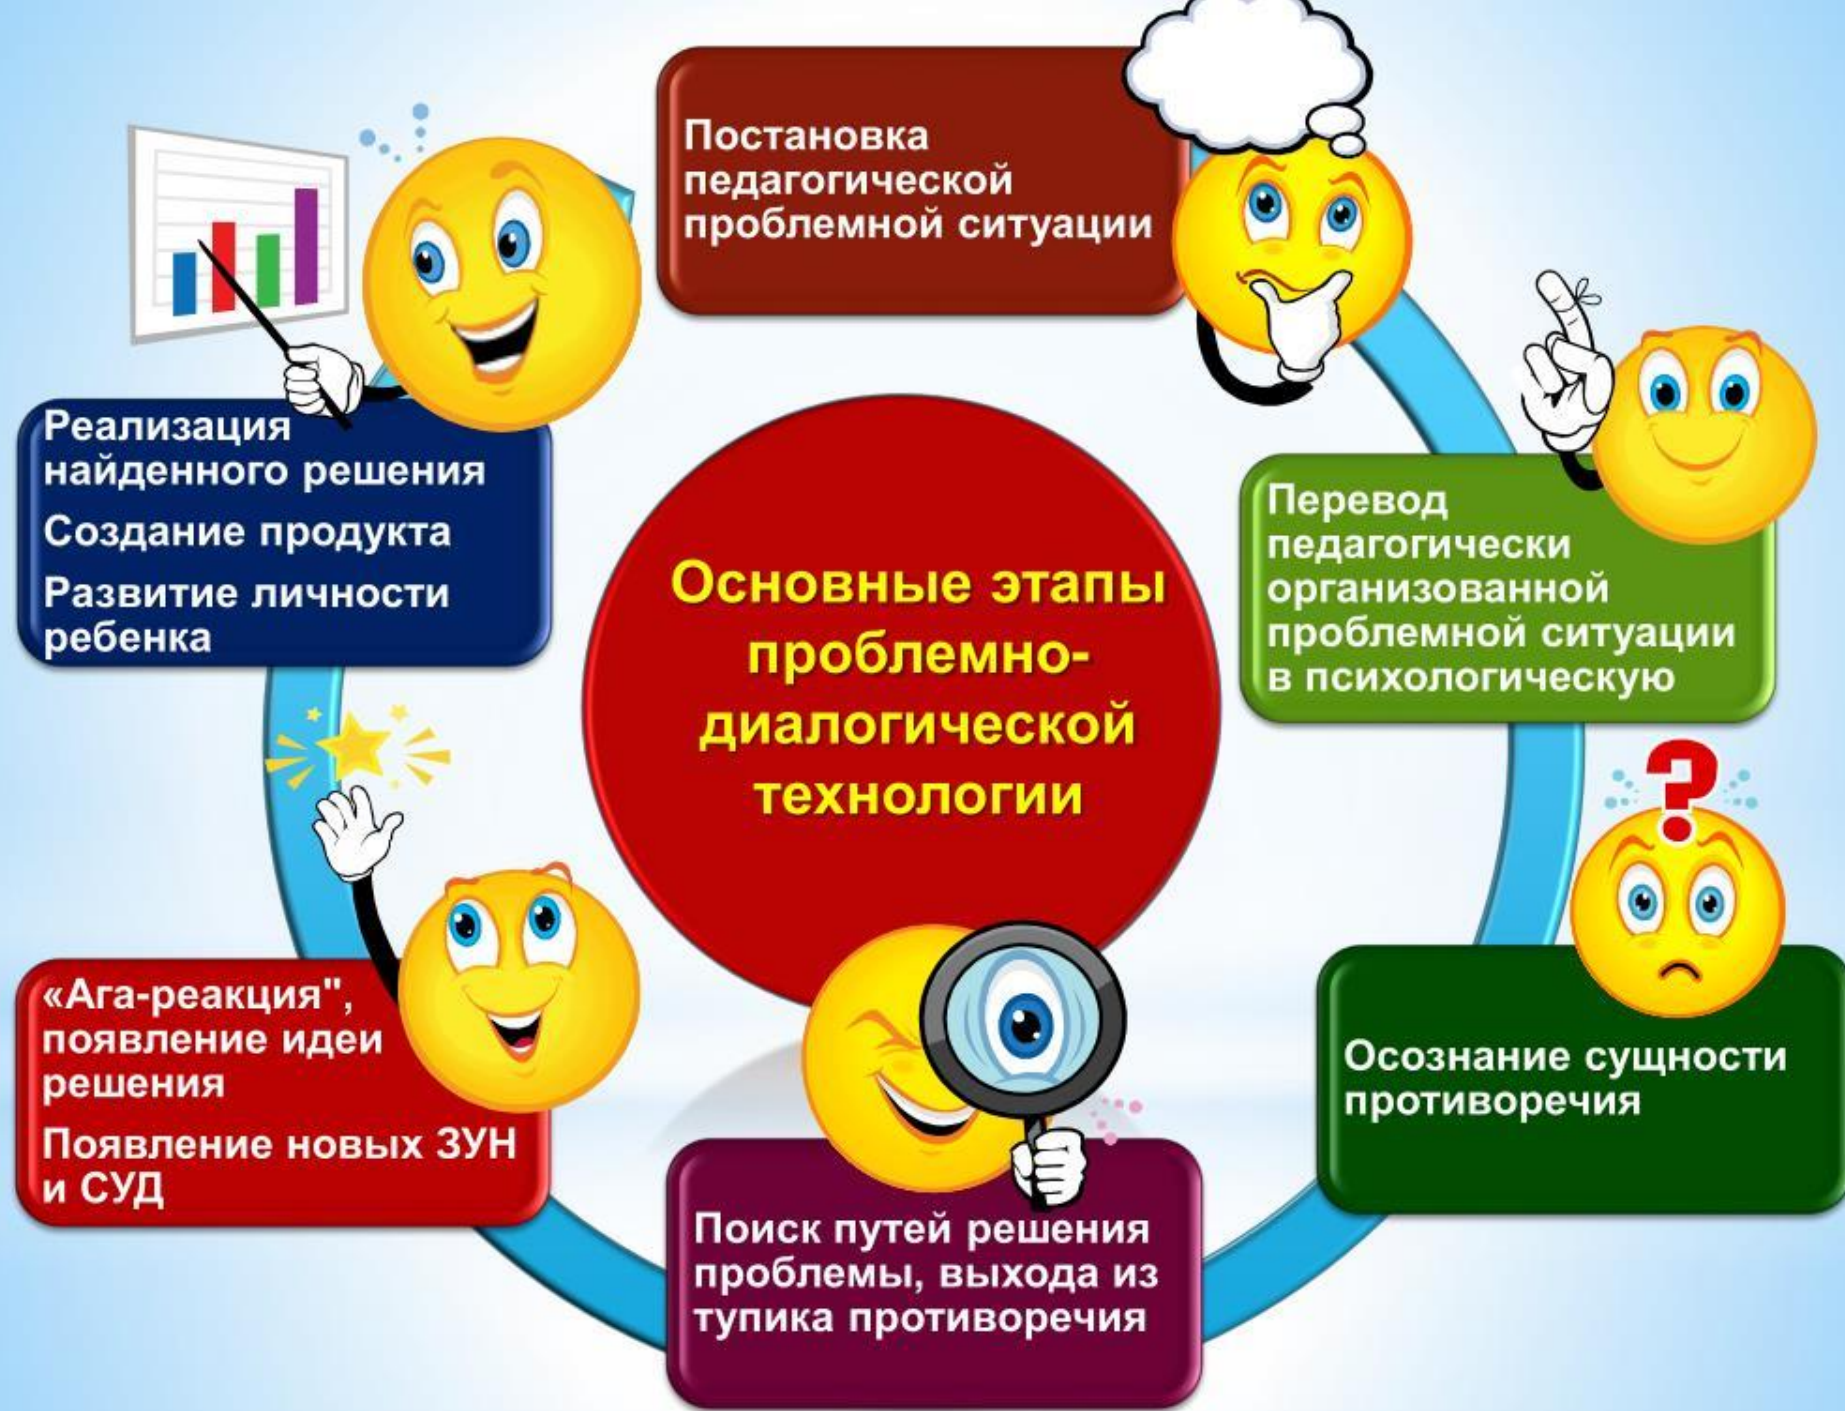 Постановка
педагогической
проблемной ситуации
Перевод
педагогически
организованной
проблемной ситуации
в психологическую
Осознание сущности
противоречия
Поиск путей решения
проблемы, выхода из
тупика противоречия
«Ага-реакция",
появление идеи
решения
Появление новых ЗУН
и СУД
Реализация
найденного решения
Создание продукта
Развитие личности
ребенка
Основные этапы
проблемно-
диалогической
технологии
?